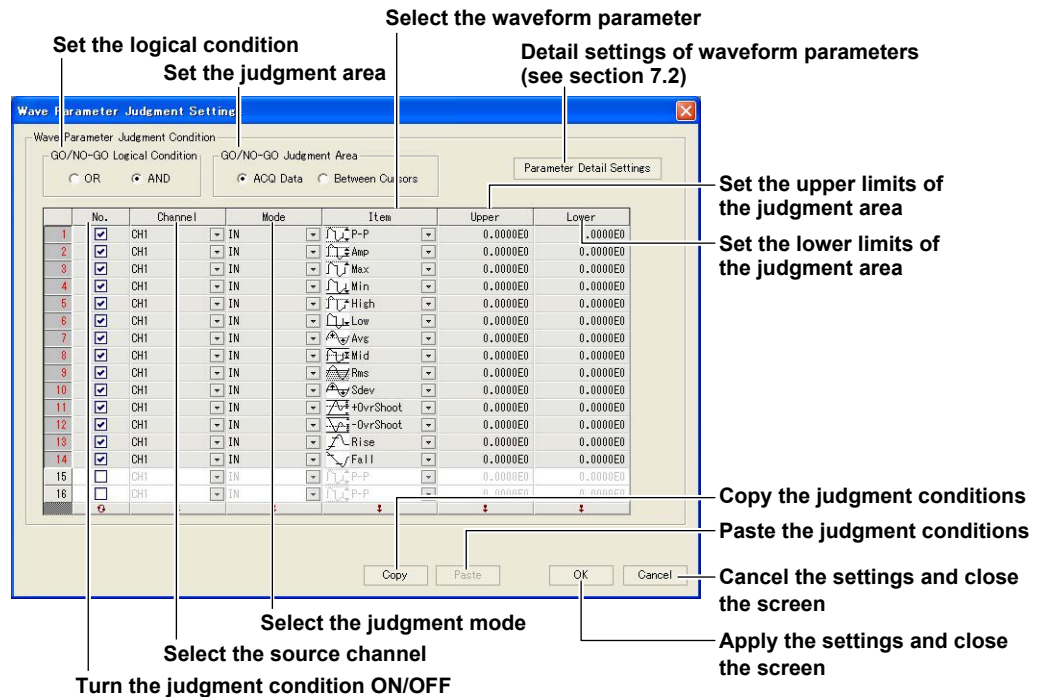 Select the waveform parameter
Set the logical condition
Detail settings of waveform parameters
(see section 7.2)
Set the judgment area
Wave Parameter Judgment Setting
Wave Parameter Judgment Condition
GO/NO-GO Logical Condition
OR AND
GO/NO-GO Judgment Area
ACQ Data Between Cursors
Parameter Detail Settings
No. Channel Mode Item Upper Lower
1 CH1 IN P-P 0.0000E0 .0000E0
2 CH1 IN Amp 0.0000E0 0.0000E0
3 CH1 IN Max 0.0000E0 0.0000E0
4 CH1 IN Min 0.0000E0 0.0000E0
5 CH1 IN High 0.0000E0 0.0000E0
6 CH1 IN Low 0.0000E0 0.0000E0
7 CH1 IN Avg 0.0000E0 0.0000E0
8 CH1 IN Mid 0.0000E0 0.0000E0
9 CH1 IN Rms 0.0000E0 0.0000E0
10 CH1 IN Sdev 0.0000E0 0.0000E0
11 CH1 IN +OvrShoot 0.0000E0 0.0000E0
12 CH1 IN -OvrShoot 0.0000E0 0.0000E0
13 CH1 IN Rise 0.0000E0 0.0000E0
14 CH1 IN Fall 0.0000E0 0.0000E0
15 CH1 IN P-P 0.0000E0 0.0000E0
16 CH1 IN P-P 0.0000E0 0.0000E0
Set the upper limits of
the judgment area
Set the lower limits of
the judgment area
Copy the judgment conditions
Paste the judgment conditions
Copy Paste OK Cancel
Cancel the settings and close
the screen
Select the judgment mode
Apply the settings and close
the screen
Select the source channel
Turn the judgment condition ON/OFF